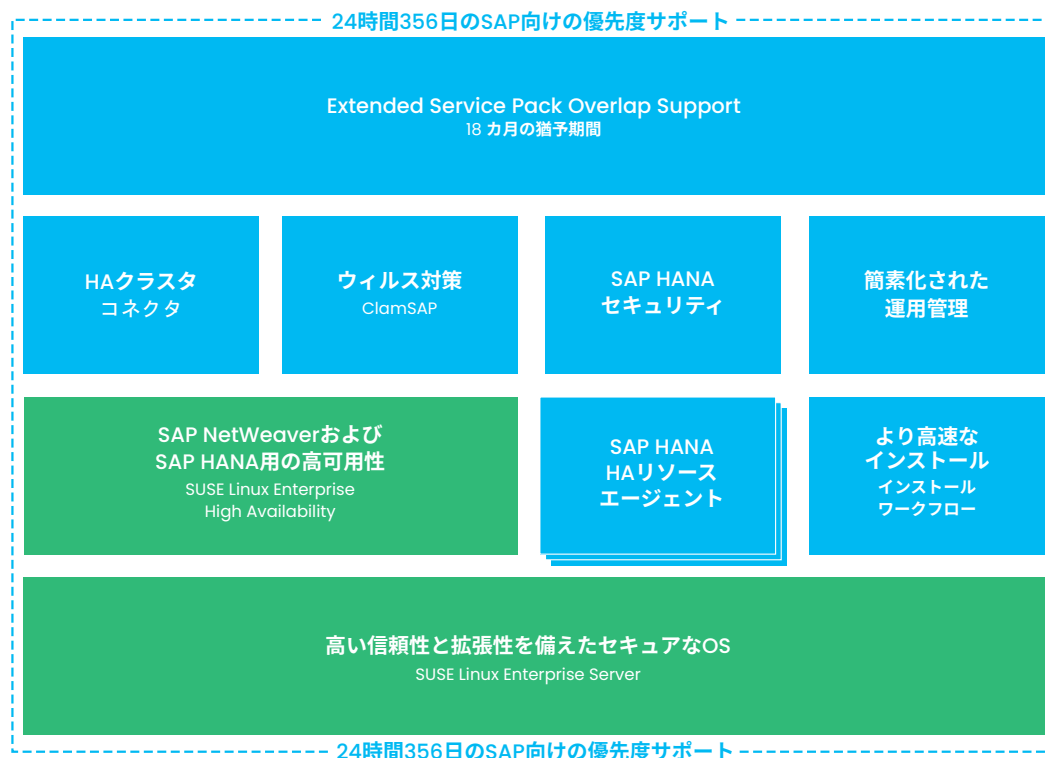 24時間356日のSAP向けの優先度サポート
Extended Service Pack Overlap Support
18 カ月の猶予期間
HAクラスタ
コネクタ
ウィルス対策
ClamSAP
SAP HANA
セキュリティ
簡素化された
運用管理
SAP NetWeaverおよび
SAP HANA用の高可用性
SUSE Linux Enterprise
High Availability
SAP HANA
HAリソース
エージェント
より高速な
インストール
インストール
ワークフロー
高い信頼性と拡張性を備えたセキュアなOS
SUSE Linux Enterprise Server
24時間356日のSAP向けの優先度サポート